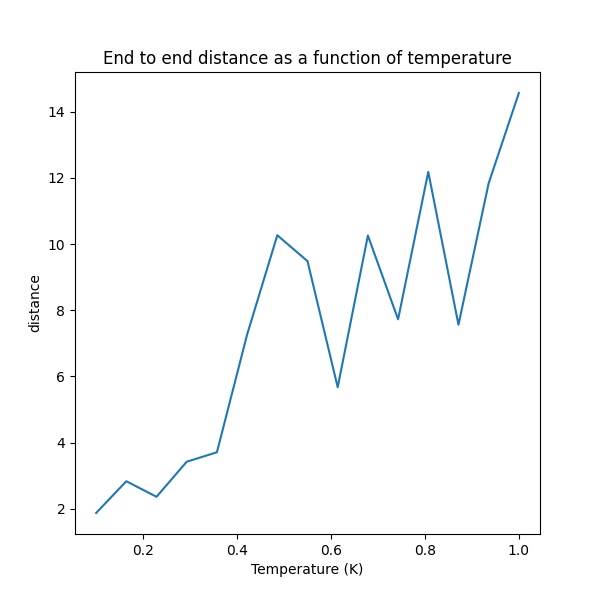 End to end distance as a function of temperature
14
12
10
8
6
4
2
distance
0.2 0.4 0.6 0.8 1.0
Temperature (K)